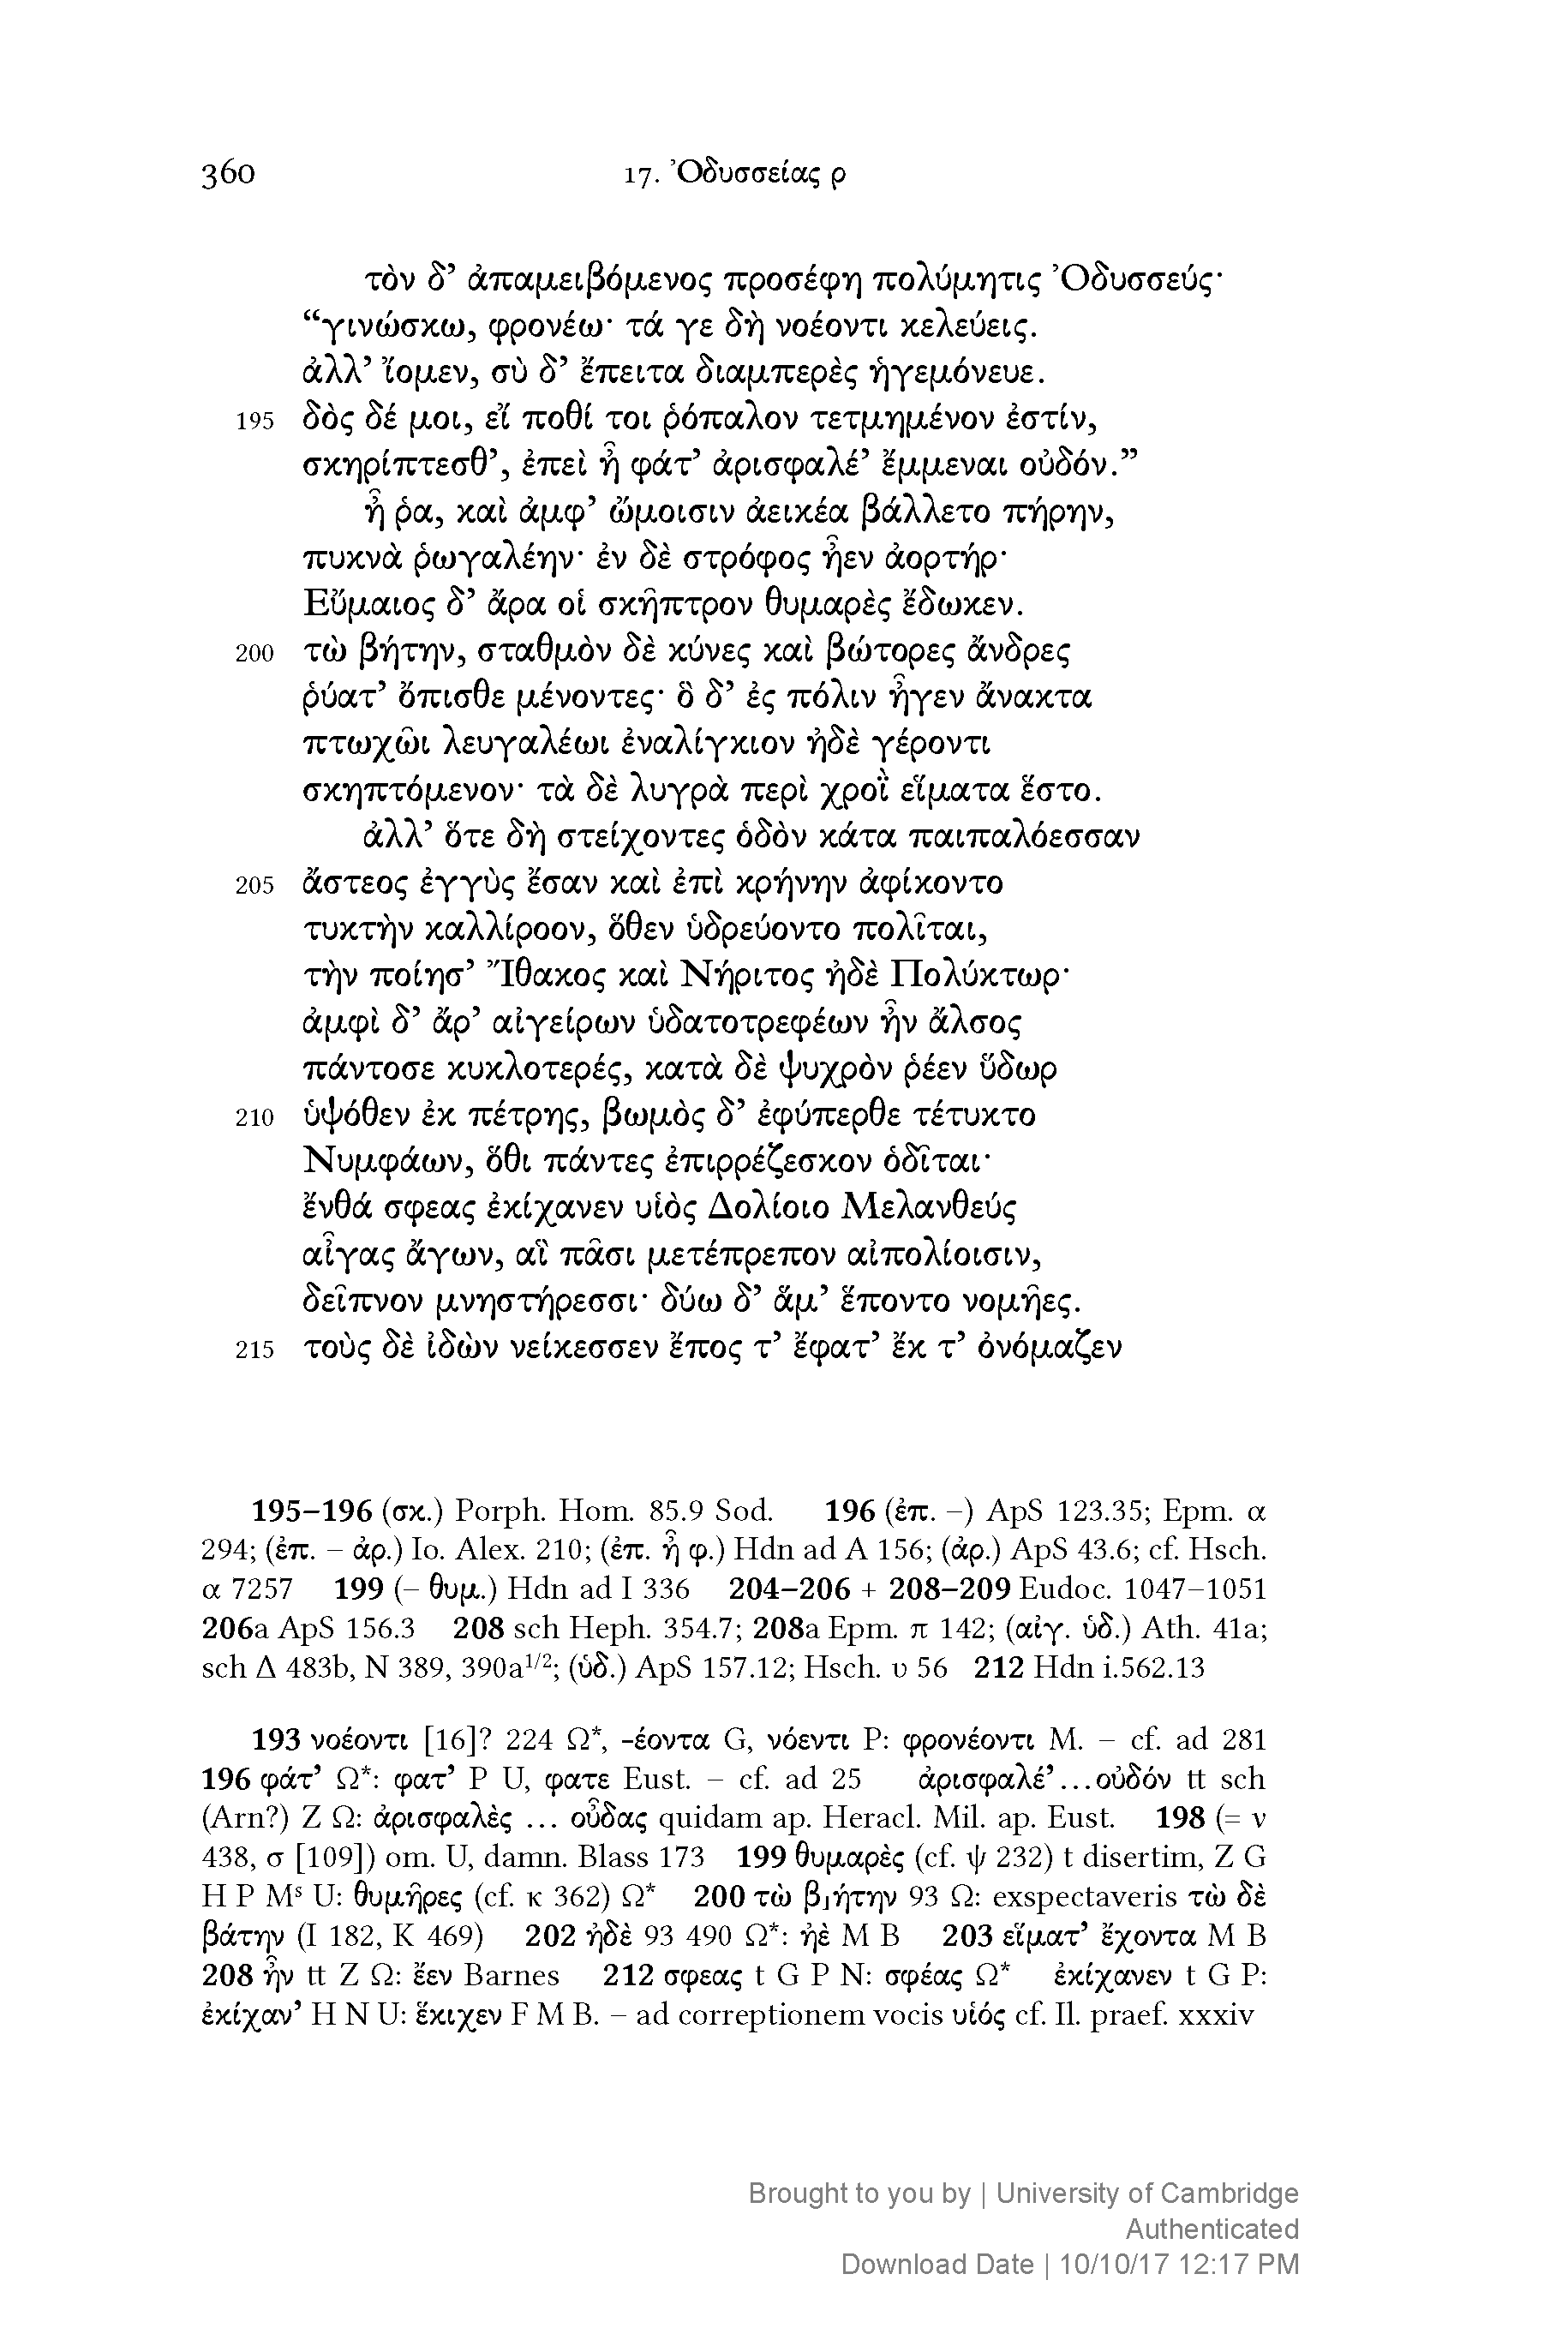 360
17. Ὀδυσσείας ρ
τὸν δ’ ἀπαμειβόμενος προσέφη πολύμητις Ὀδυσσεύς·
“γινώσκω, φρονέω· τά γε δὴ νοέοντι κελεύεις.
ἀλλ’ ἴομεν, σὺ δ’ ἔπειτα διαμπερὲς ἡγεμόνευε.
195 δὸς δέ μοι, εἴ ποθί τοι ῥόπαλον τετμημένον ἐστίν,
σκηρίπτεσθ’, ἐπεὶ ἦ φάτ’ ἀρισφαλέ’ ἔμμεναι οὐδόν.”
ἦ ῥα, καὶ ἀμφ’ ὤμοισιν ἀεικέα βάλλετο πήρην,
πυκνὰ ῥωγαλέην· ἐν δὲ στρόφος ἦεν ἀορτήρ·
Εὔμαιος δ’ ἄρα οἱ σκῆπτρον θυμαρὲς ἔδωκεν.
200 τὼ βήτην, σταθμὸν δὲ κύνες καὶ βώτορες ἄνδρες
ῥύατ’ ὄπισθε μένοντες· ὃ δ’ ἐς πόλιν ἦγεν ἄνακτα
πτωχῶι λευγαλέωι ἐναλίγκιον ἠδὲ γέροντι
σκηπτόμενον· τὰ δὲ λυγρὰ περὶ χροῒ εἵματα ἕστο.
ἀλλ’ ὅτε δὴ στείχοντες ὁδὸν κάτα παιπαλόεσσαν
205 ἄστεος ἐγγὺς ἔσαν καὶ ἐπὶ κρήνην ἀφίκοντο
τυκτὴν καλλίροον, ὅθεν ὑδρεύοντο πολῖται,
τὴν ποίησ’ Ἴθακος καὶ Νήριτος ἠδὲ Πολύκτωρ·
ἀμφὶ δ’ ἄρ’ αἰγείρων ὑδατοτρεφέων ἦν ἄλσος
πάντοσε κυκλοτερές, κατὰ δὲ ψυχρὸν ῥέεν ὕδωρ
210 ὑψόθεν ἐκ πέτρης, βωμὸς δ’ ἐφύπερθε τέτυκτο
Νυμφάων, ὅθι πάντες ἐπιρρέζεσκον ὁδῖται·
ἔνθά σφεας ἐκίχανεν υἱὸς Δολίοιο Μελανθεύς
αἶγας ἄγων, αἳ πᾶσι μετέπρεπον αἰπολίοισιν,
δεῖπνον μνηστήρεσσι· δύω δ’ ἅμ’ ἕποντο νομῆες.
215 τοὺς δὲ ἰδὼν νείκεσσεν ἔπος τ’ ἔφατ’ ἔκ τ’ ὀνόμαζεν
195–196 (σκ.) Porph. Hom. 85.9 Sod. 196 (ἐπ. –) ApS 123.35; Epm. α
294; (ἐπ. – ἀρ.) Io. Alex. 210; (ἐπ. ἦ φ.) Hdn ad A 156; (ἀρ.) ApS 43.6; cf. Hsch.
α 7257 199 (– θυμ.) Hdn ad I 336 204–206 + 208–209 Eudoc. 1047–1051
206a ApS 156.3 208 sch Heph. 354.7; 208a Epm. π 142; (αἰγ. ὑδ.) Ath. 41a;
sch Δ 483b, N 389, 390a¹/²; (ὑδ.) ApS 157.12; Hsch. υ 56 212 Hdn i.562.13
193 νοέοντι [16]? 224 Ω*, -έοντα G, νόεντι P: φρονέοντι M. – cf. ad 281
196 φάτ’ Ω*: φατ’ P U, φατε Eust. – cf. ad 25 ἀρισφαλέ’…οὐδόν tt sch
(Arn?) Z Ω: ἀρισφαλὲς … οὖδας quidam ap. Heracl. Mil. ap. Eust. 198 (= ν
438, σ [109]) om. U, damn. Blass 173 199 θυμαρὲς (cf. ψ 232) t disertim, Z G
H P Mˢ U: θυμῆρες (cf. κ 362) Ω* 200 τὼ β⌋ήτην 93 Ω: exspectaveris τὼ δὲ
βάτην (I 182, K 469) 202 ἠδὲ 93 490 Ω*: ἠὲ M B 203 εἵματ’ ἔχοντα M B
208 ἦν tt Z Ω: ἔεν Barnes 212 σφεας t G P N: σφέας Ω* ἐκίχανεν t G P:
ἐκίχαν’ H N U: ἔκιχεν F M B. – ad correptionem vocis υἱός cf. Il. praef. xxxiv
Brought to you by | University of Cambridge
Authenticated
Download Date | 10/10/17 12:17 PM